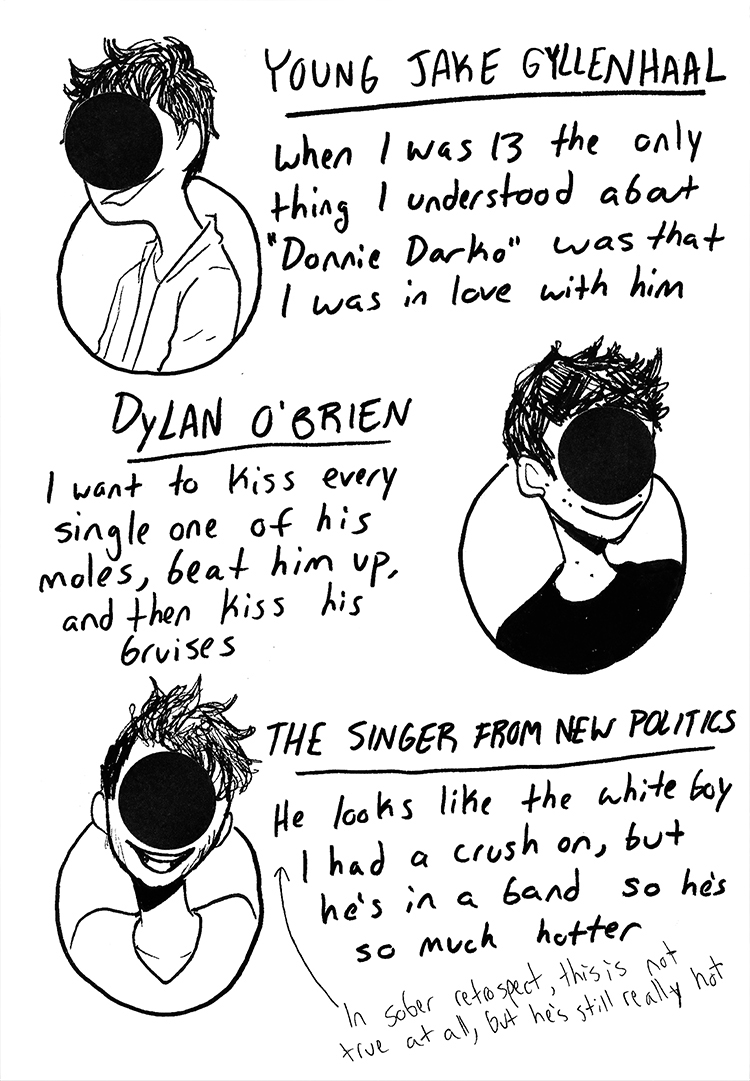 YOUNG JAKE GYLLENHAAL
when I was 13 the only
thing I understood about
"Donnie Darko" was that
I was in love with him
DYLAN O'BRIEN
I want to kiss every
single one of his
moles, beat him up,
and then kiss his
bruises
THE SINGER FROM NEW POLITICS
He looks like the white boy
I had a crush on, but
he's in a band so he's
so much hotter
In sober retrospect, this is not
true at all, but he's still really hot